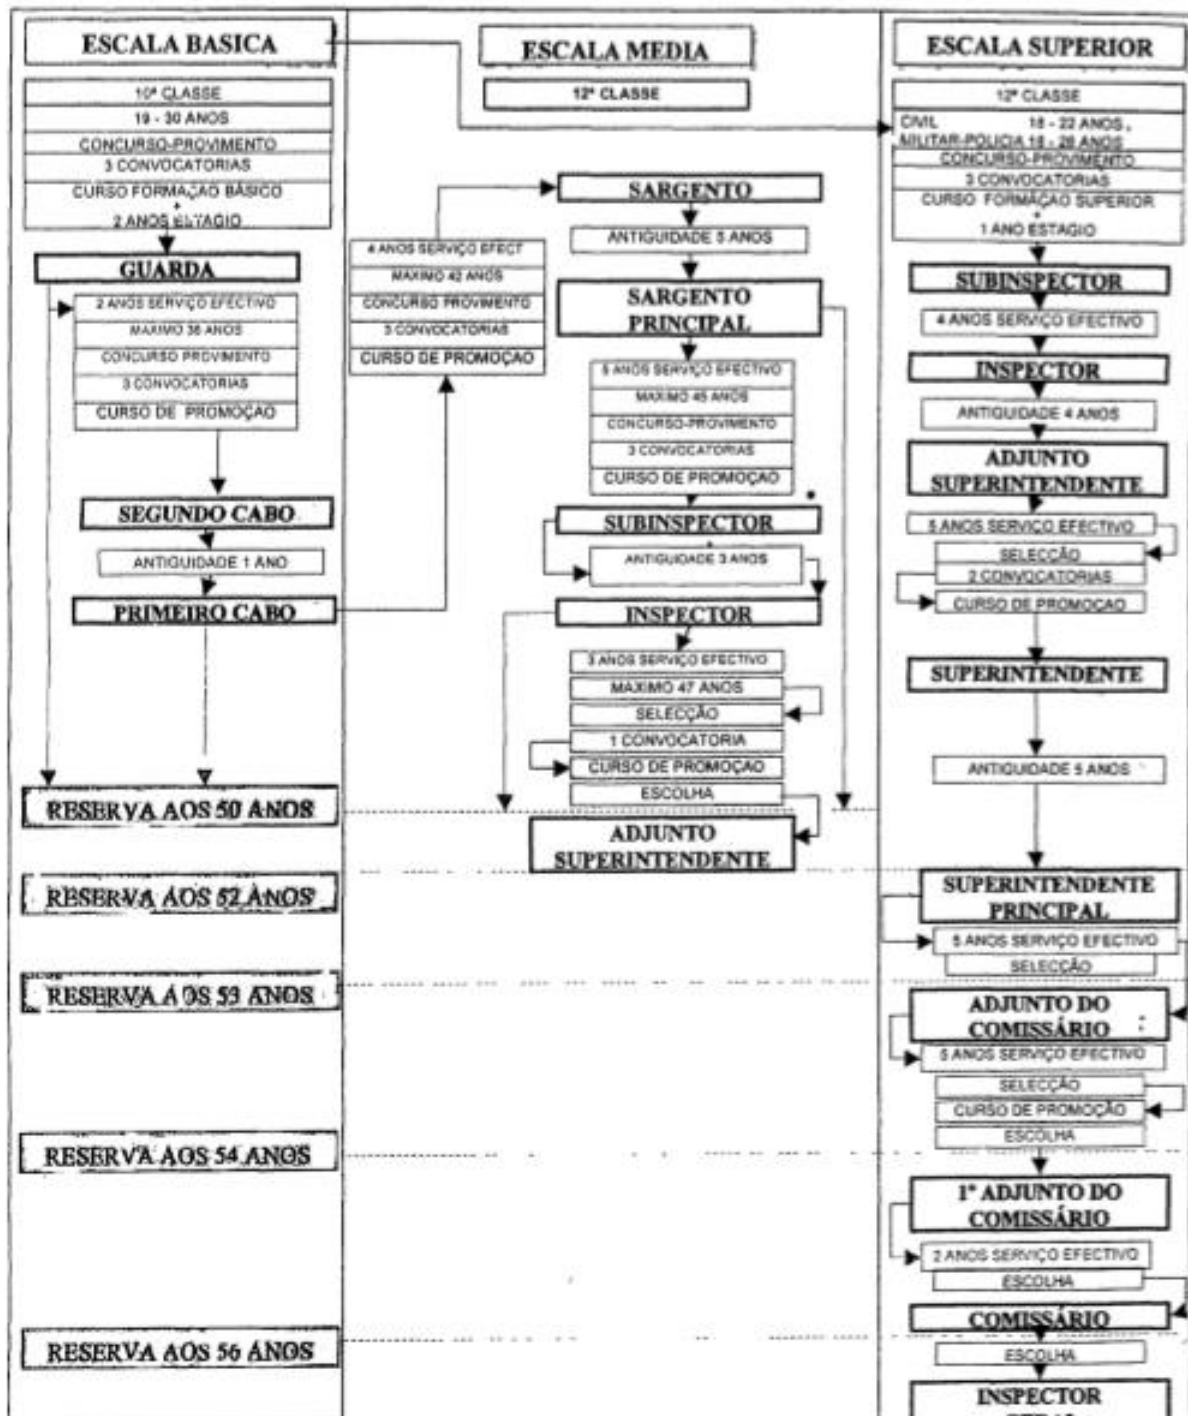 ESCALA BASICA
10ª CLASSE
19 - 30 ANOS
CONCURSO-PROVIMENTO
3 CONVOCATORIAS
CURSO FORMAÇÃO BÁSICO
+
2 ANOS ESTAGIO
GUARDA
2 ANOS SERVIÇO EFECTIVO
MAXIMO 36 ANOS
CONCURSO PROVIMENTO
3 CONVOCATORIAS
CURSO DE PROMOÇAO
SEGUNDO CABO
ANTIGUIDADE 1 ANO
PRIMEIRO CABO
RESERVA AOS 50 ANOS
RESERVA AOS 52 ANOS
RESERVA AOS 53 ANOS
RESERVA AOS 54 ANOS
RESERVA AOS 56 ANOS
ESCALA MEDIA
12ª CLASSE
4 ANOS SERVIÇO EFECT
MAXIMO 42 ANOS
CONCURSO PROVIMENTO
3 CONVOCATORIAS
CURSO DE PROMOÇAO
SARGENTO
ANTIGUIDADE 5 ANOS
SARGENTO
PRINCIPAL
5 ANOS SERVIÇO EFECTIVO
MAXIMO 45 ANOS
CONCURSO-PROVIMENTO
3 CONVOCATORIAS
CURSO DE PROMOÇAO
SUBINSPECTOR
ANTIGUIDADE 3 ANOS
INSPECTOR
3 ANOS SERVIÇO EFECTIVO
MAXIMO 47 ANOS
SELECÇÃO
1 CONVOCATORIA
CURSO DE PROMOÇAO
ESCOLHA
ADJUNTO
SUPERINTENDENTE
ESCALA SUPERIOR
12ª CLASSE
CIVIL 18 - 22 ANOS
MILITAR-POLICIA 18 - 28 ANOS
CONCURSO-PROVIMENTO
3 CONVOCATORIAS
CURSO FORMAÇÃO SUPERIOR
+
1 ANO ESTAGIO
SUBINSPECTOR
4 ANOS SERVIÇO EFECTIVO
INSPECTOR
ANTIGUIDADE 4 ANOS
ADJUNTO
SUPERINTENDENTE
5 ANOS SERVIÇO EFECTIVO
SELECÇÃO
2 CONVOCATORIAS
CURSO DE PROMOÇAO
SUPERINTENDENTE
ANTIGUIDADE 5 ANOS
SUPERINTENDENTE
PRINCIPAL
5 ANOS SERVIÇO EFECTIVO
SELECÇÃO
ADJUNTO DO
COMISSÁRIO
5 ANOS SERVIÇO EFECTIVO
SELECÇÃO
CURSO DE PROMOÇÃO
ESCOLHA
1º ADJUNTO DO
COMISSÁRIO
2 ANOS SERVIÇO EFECTIVO
ESCOLHA
COMISSÁRIO
ESCOLHA
INSPECTOR